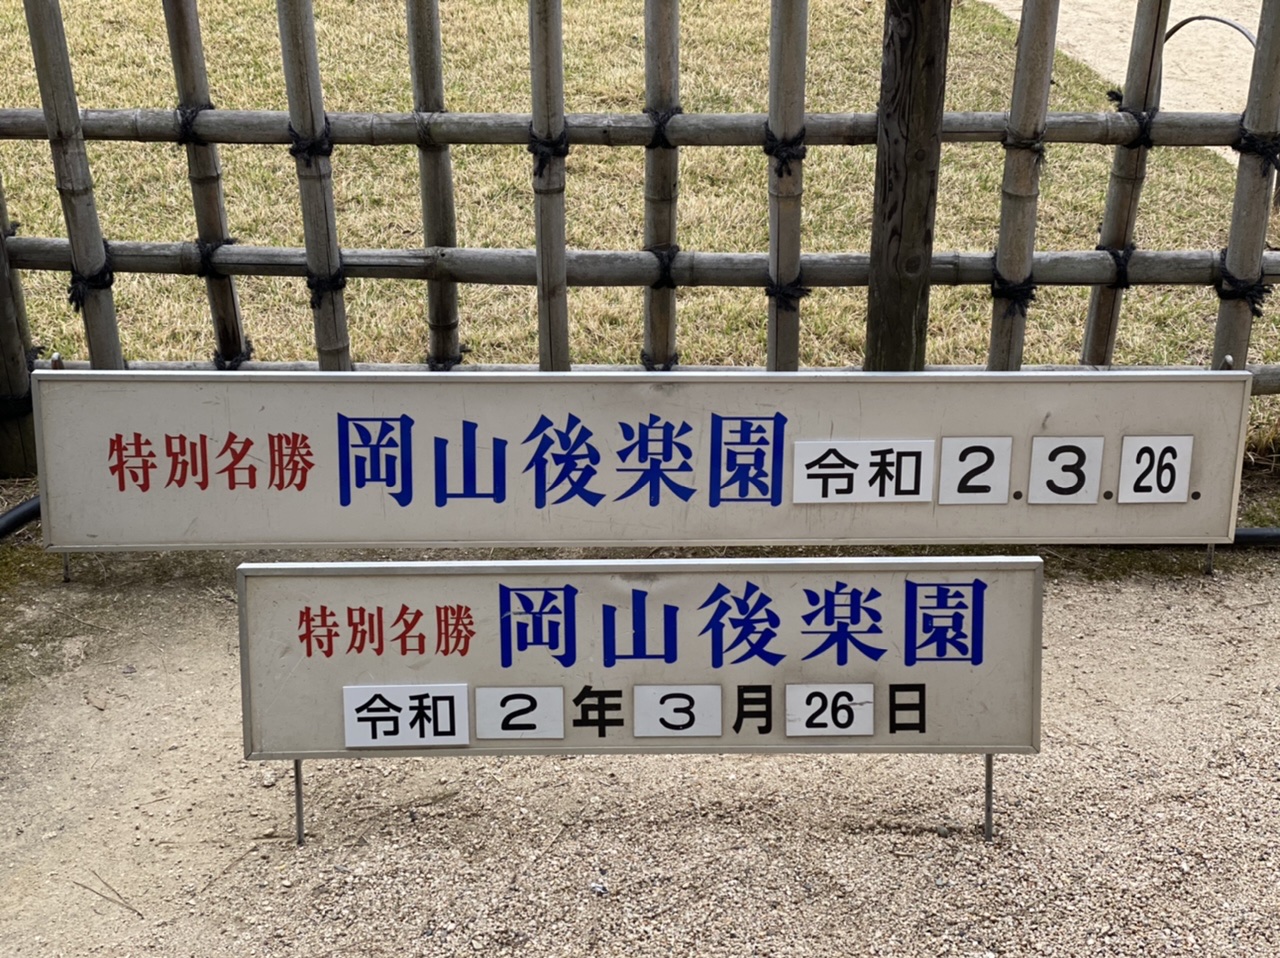 特別名勝 岡山後楽園 令和 2.3.26.
特別名勝 岡山後楽園
令和 2 年 3 月 26 日